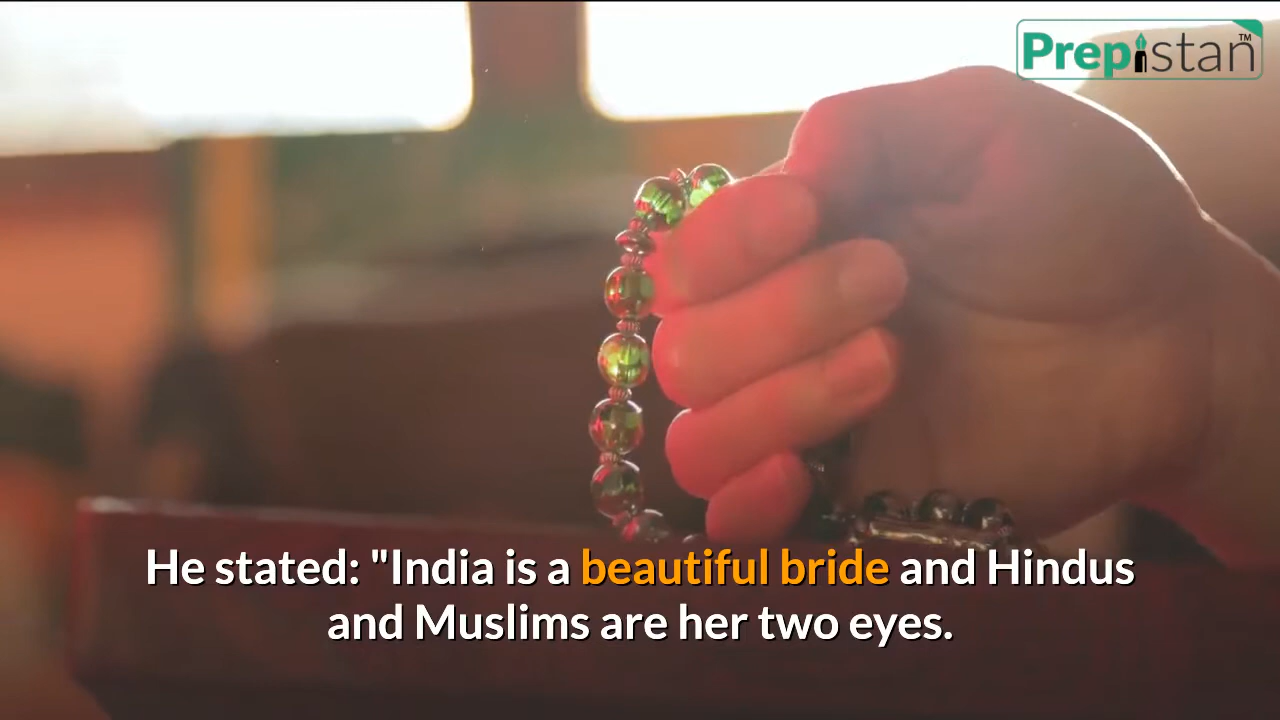 Prepistan™
He stated: "India is a beautiful bride and Hindus
and Muslims are her two eyes.